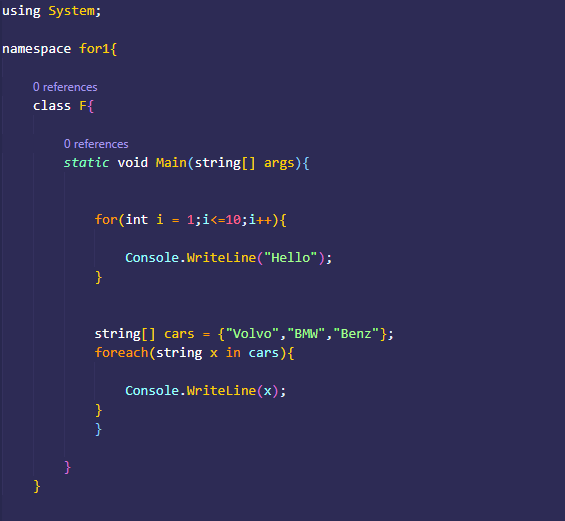 using System;
namespace for1{
0 references
class F{
0 references
static void Main(string[] args){
for(int i = 1;i<=10;i++){
Console.WriteLine("Hello");
}
string[] cars = {"Volvo","BMW","Benz"};
foreach(string x in cars){
Console.WriteLine(x);
}
}
}
}